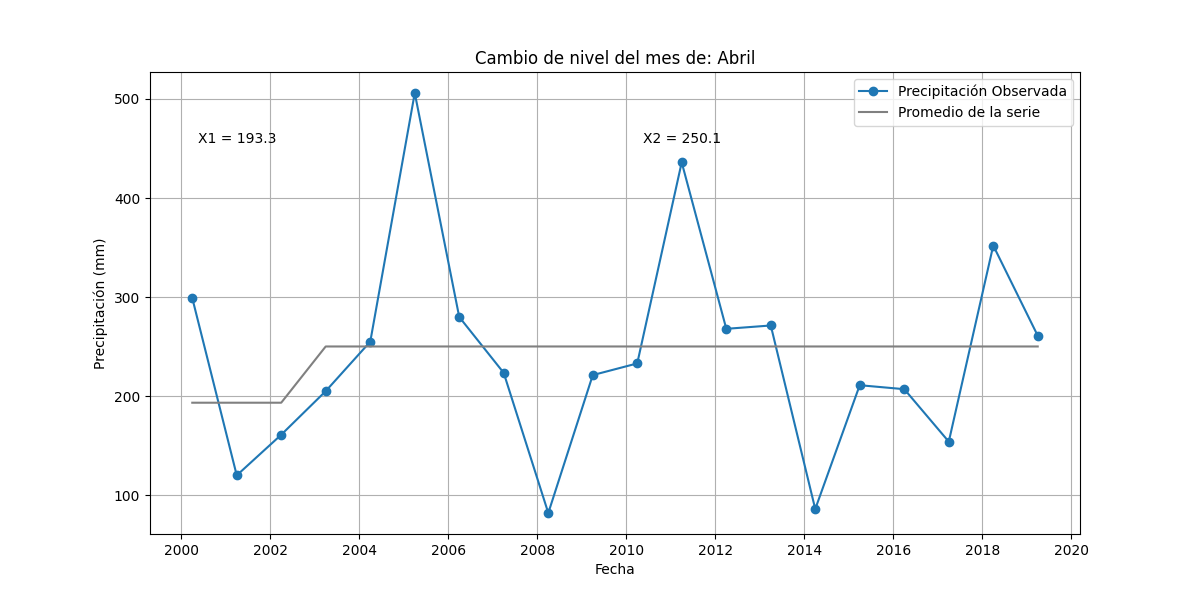 Cambio de nivel del mes de: Abril
Precipitación Observada
Promedio de la serie
X1 = 193.3
X2 = 250.1
Precipitación (mm)
500
400
300
200
100
2000 2002 2004 2006 2008 2010 2012 2014 2016 2018 2020
Fecha